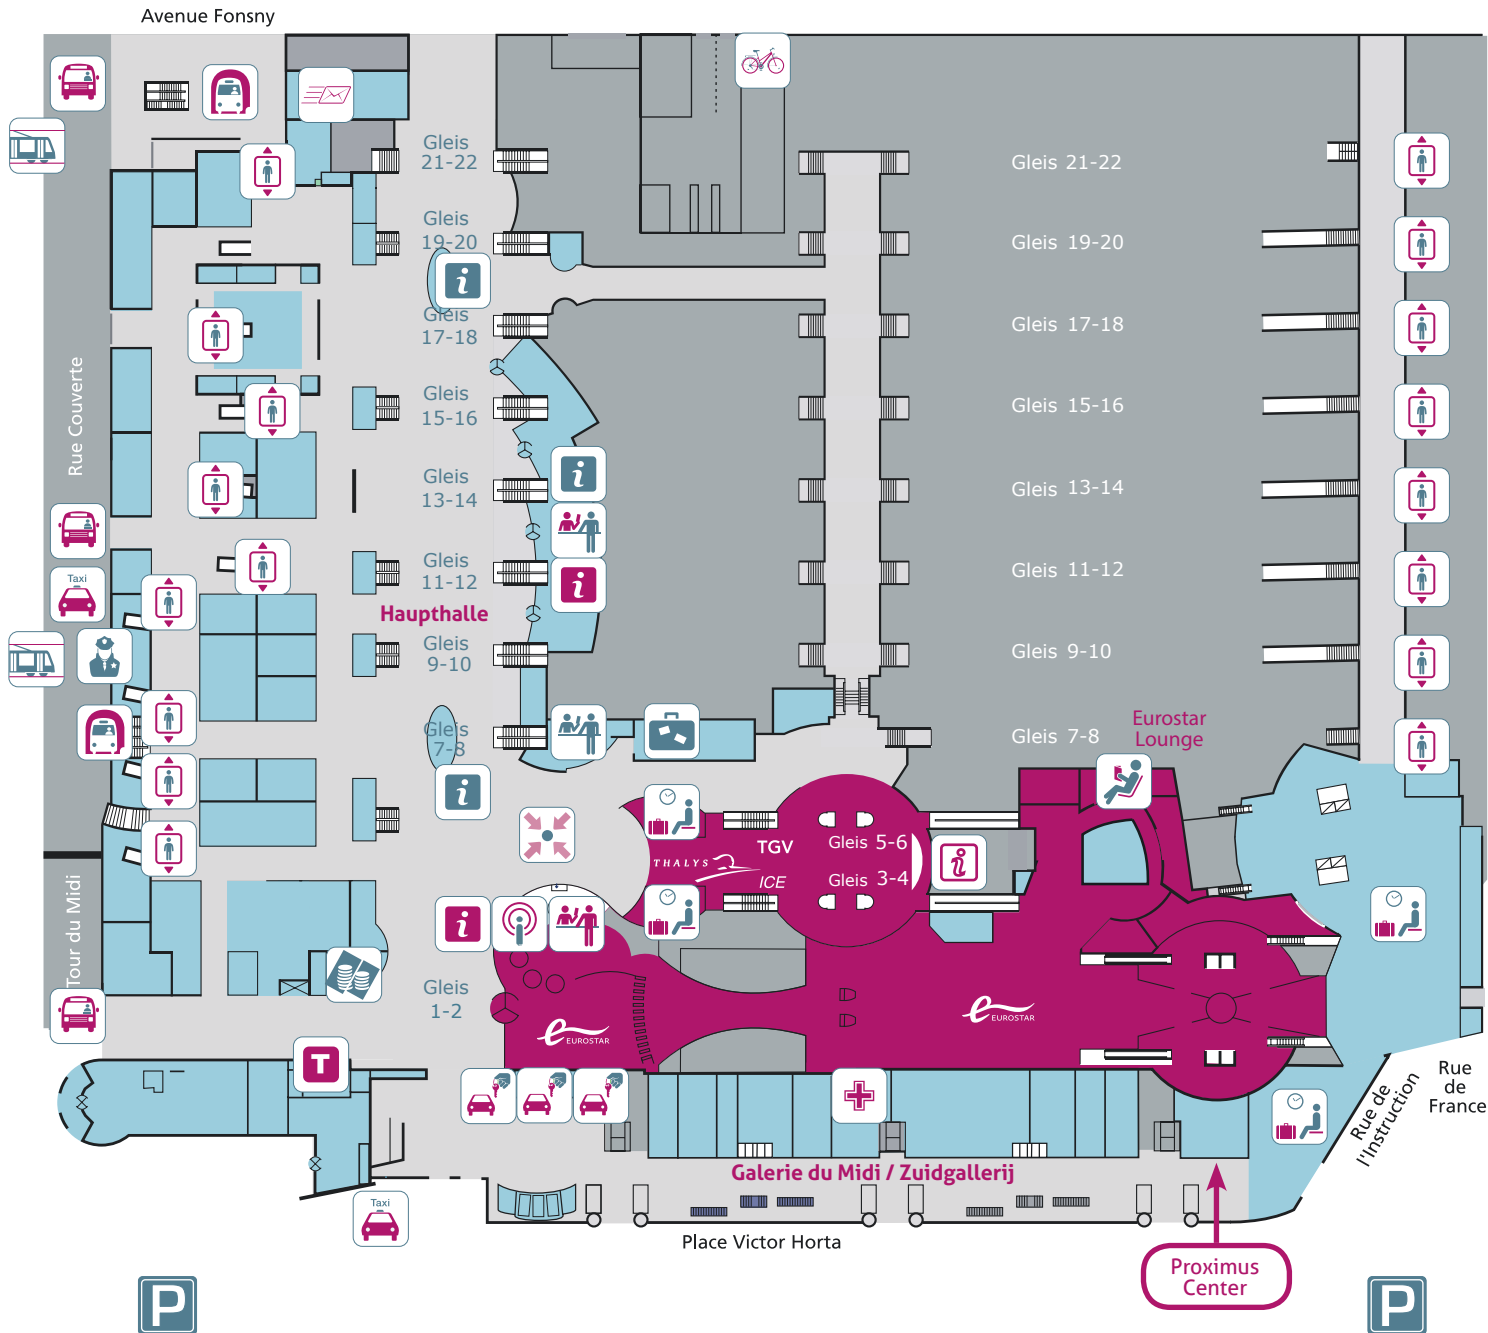 Avenue Fonsny
Gleis
21-22
Gleis 21-22
Gleis
19-20
Gleis 19-20
i
Gleis
17-18
Gleis 17-18
Rue Couverte
Gleis
15-16
Gleis 15-16
i
Gleis
13-14
Gleis 13-14
Taxi
Gleis
11-12
Gleis 11-12
i
Haupthalle
Gleis
9-10
Gleis 9-10
Gleis
7-8
Gleis 7-8
Eurostar
Lounge
i
TGV
Gleis 5-6
THALYS
ICE
Gleis 3-4
i
Tour du Midi
i
Gleis
1-2
e EUROSTAR
e EUROSTAR
T
Rue
de
France
Rue de
l'Instruction
Galerie du Midi / Zuidgallerij
Taxi
Place Victor Horta
Proximus
Center
P
P